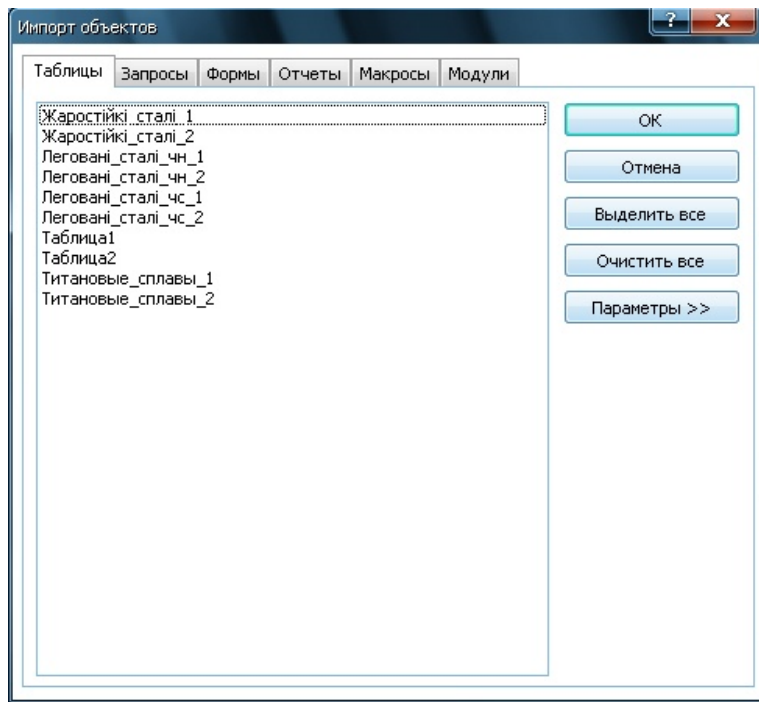 Импорт объектов
?
X
Таблицы Запросы Формы Отчеты Макросы Модули
Жаростійкі_сталі_1
Жаростійкі_сталі_2
Леговані_сталі_чн_1
Леговані_сталі_чн_2
Леговані_сталі_чс_1
Леговані_сталі_чс_2
Таблица1
Таблица2
Титановые_сплавы_1
Титановые_сплавы_2
ОК
Отмена
Выделить все
Очистить все
Параметры >>